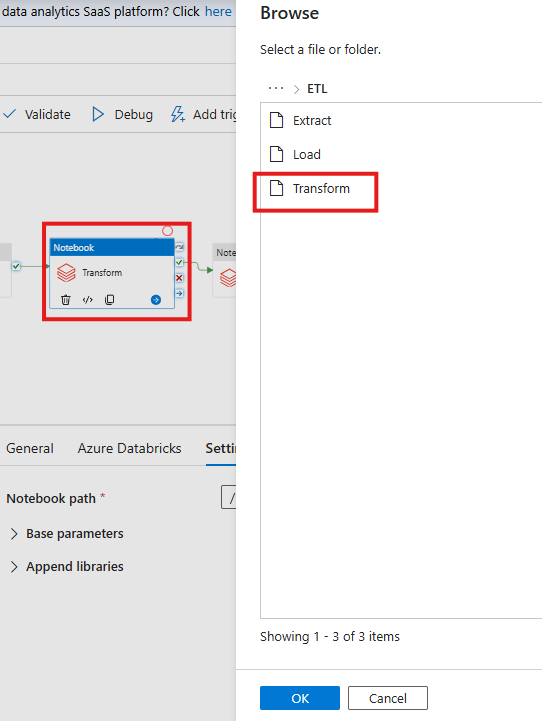 data analytics SaaS platform? Click here
Validate
Debug
Add trig
Notebook
Transform
Note
General
Azure Databricks
Setti
Notebook path *
/
Base parameters
Append libraries
Browse
Select a file or folder.
··· > ETL
Extract
Load
Transform
Showing 1 - 3 of 3 items
OK
Cancel